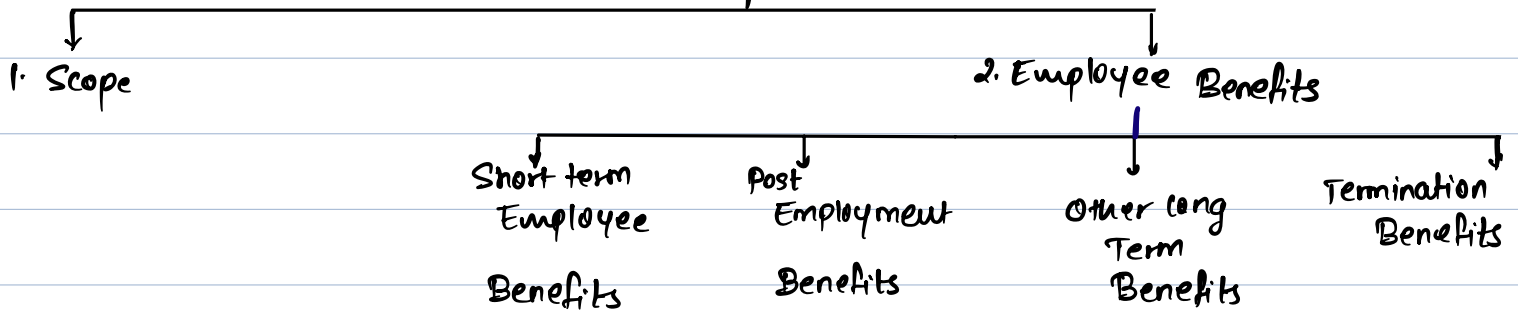 1. Scope
2. Employee Benefits
Short term
Employee
Benefits
Post
Employment
Benefits
Other long
Term
Benefits
Termination
Benefits